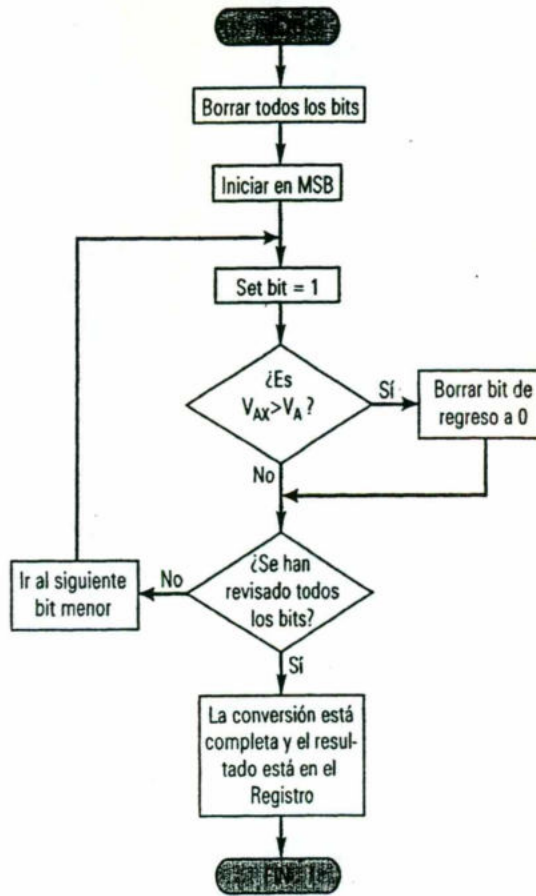 Borrar todos los bits
Iniciar en MSB
Set bit = 1
¿Es
V_AX>V_A ?
Sí
Borrar bit de
regreso a 0
No
¿Se han
revisado todos
los bits?
No
Ir al siguiente
bit menor
Sí
La conversión está
completa y el resul-
tado está en el
Registro